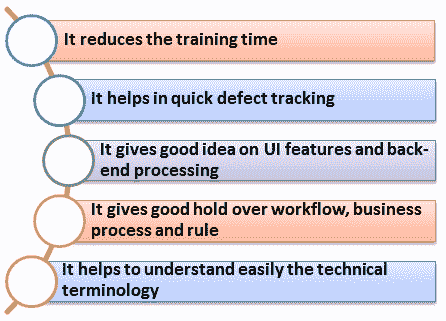 It reduces the training time
It helps in quick defect tracking
It gives good idea on UI features and back-
end processing
It gives good hold over workflow, business
process and rule
It helps to understand easily the technical
terminology